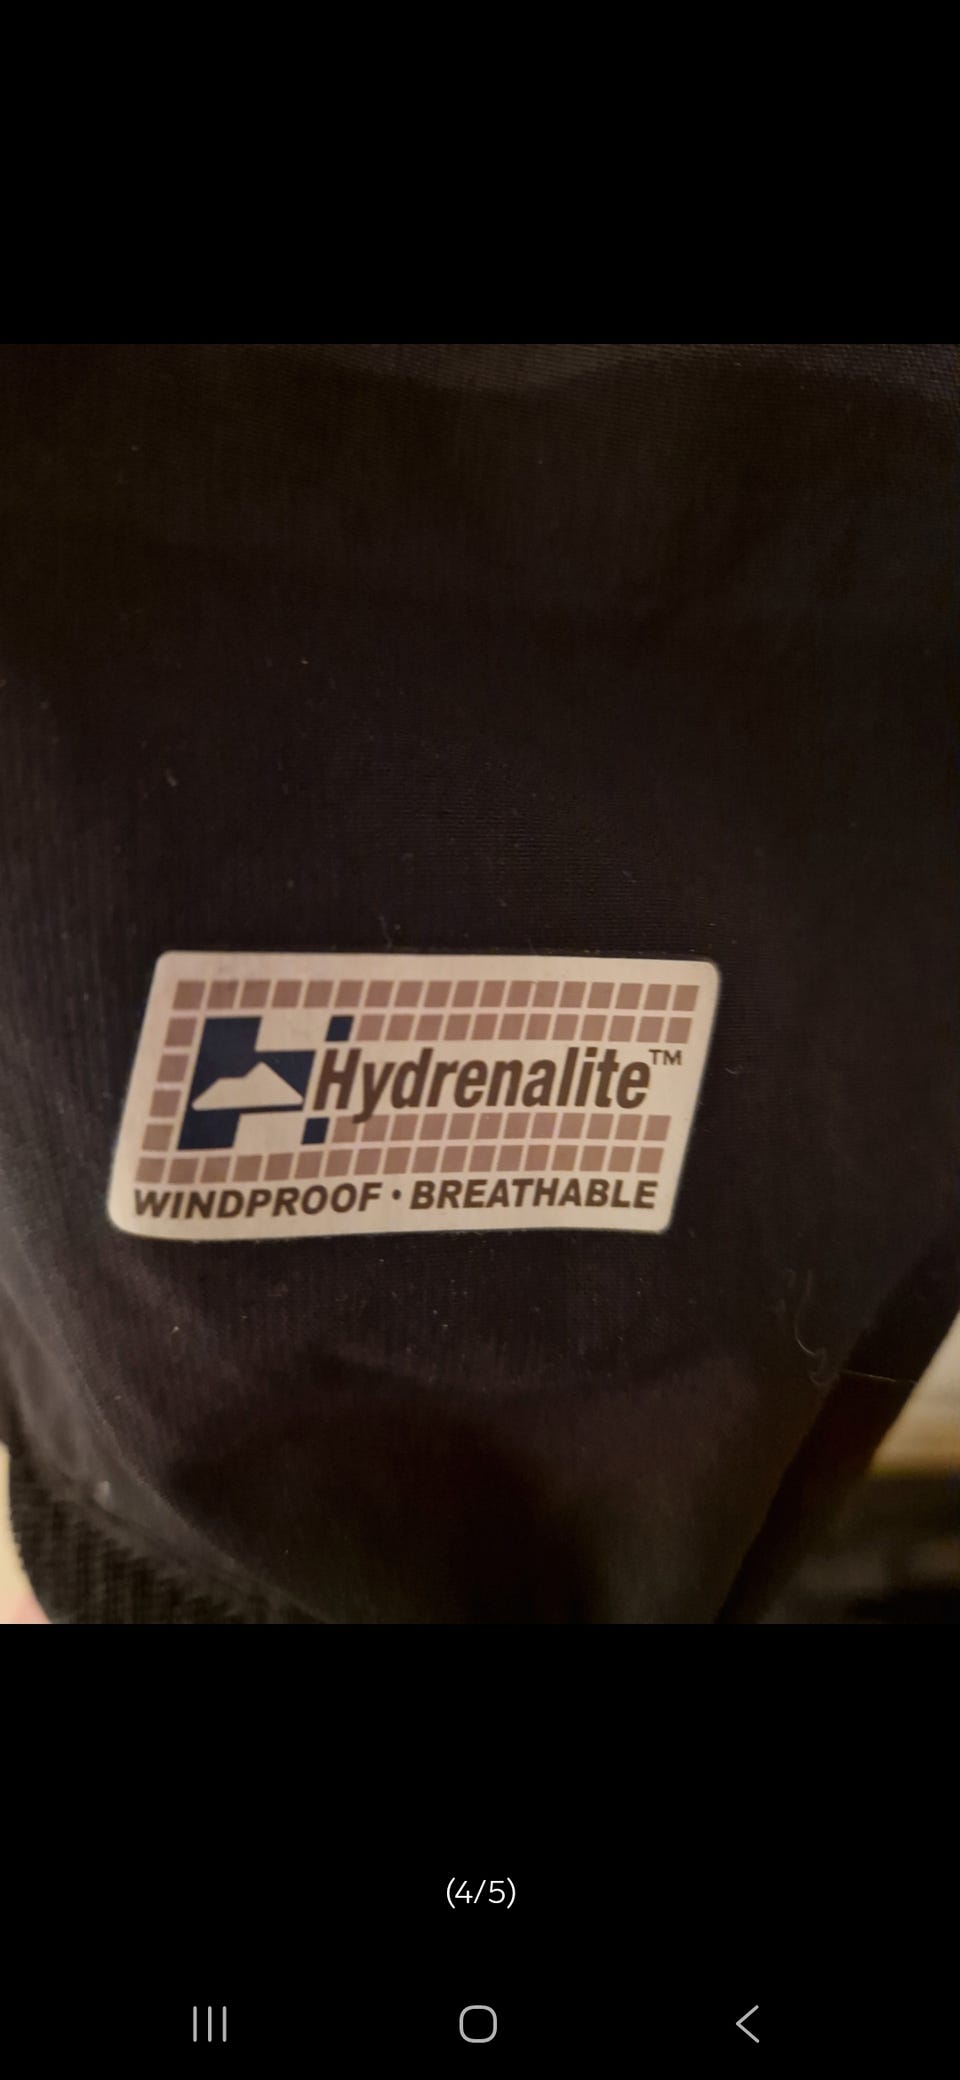 Hydrenalite™
WINDPROOF • BREATHABLE
(4/5)